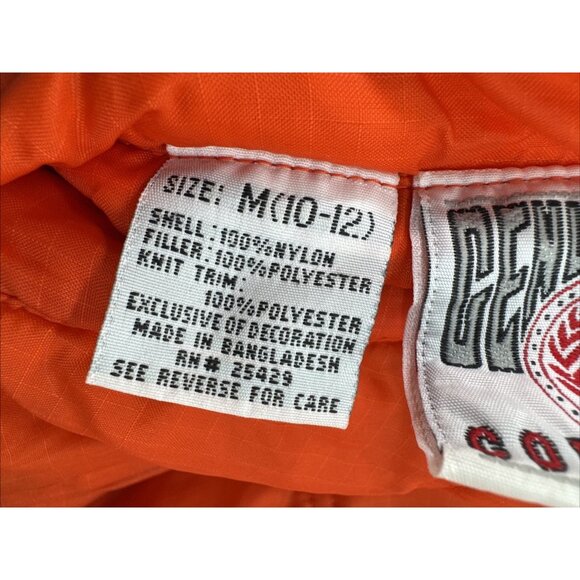 SIZE: M(10-12)
SHELL: 100%NYLON
FILLER: 100%POLYESTER
KNIT TRIM:
100%POLYESTER
EXCLUSIVE OF DECORATION
MADE IN BANGLADESH
RN# 25429
SEE REVERSE FOR CARE